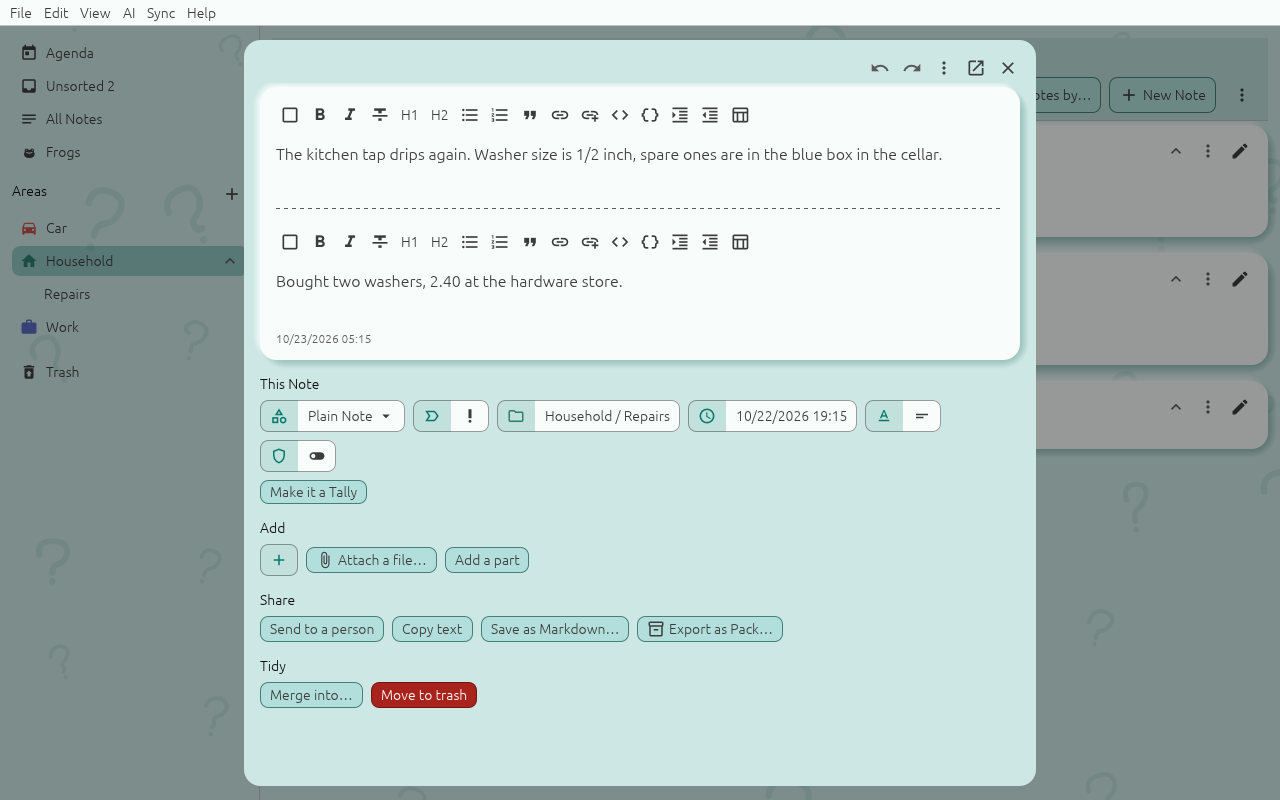 File Edit View AI Sync Help
Agenda
Unsorted 2
All Notes
Frogs
Areas
Car
Household
Repairs
Work
Trash
otes by…
New Note
B I H1 H2
The kitchen tap drips again. Washer size is 1/2 inch, spare ones are in the blue box in the cellar.
B I H1 H2
Bought two washers, 2.40 at the hardware store.
10/23/2026 05:15
This Note
Plain Note
Household / Repairs
10/22/2026 19:15
Make it a Tally
Add
Attach a file…
Add a part
Share
Send to a person
Copy text
Save as Markdown…
Export as Pack…
Tidy
Merge into…
Move to trash